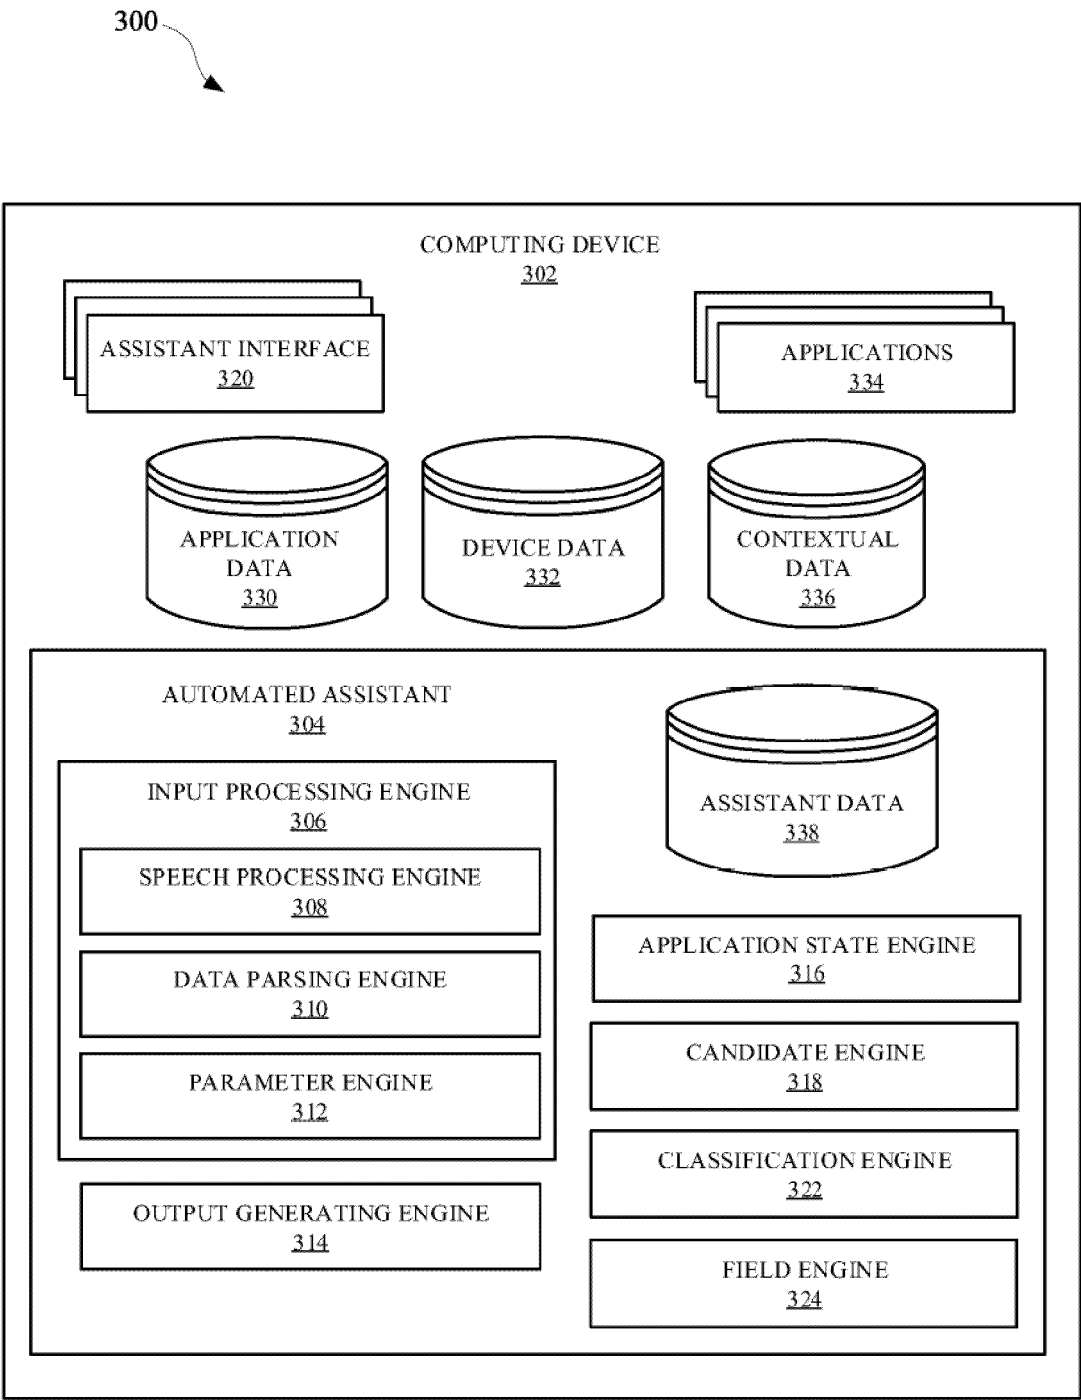 300
COMPUTING DEVICE
302
ASSISTANT INTERFACE
320
APPLICATIONS
334
APPLICATION
DATA
330
DEVICE DATA
332
CONTEXTUAL
DATA
336
AUTOMATED ASSISTANT
304
INPUT PROCESSING ENGINE
306
SPEECH PROCESSING ENGINE
308
DATA PARSING ENGINE
310
PARAMETER ENGINE
312
OUTPUT GENERATING ENGINE
314
ASSISTANT DATA
338
APPLICATION STATE ENGINE
316
CANDIDATE ENGINE
318
CLASSIFICATION ENGINE
322
FIELD ENGINE
324